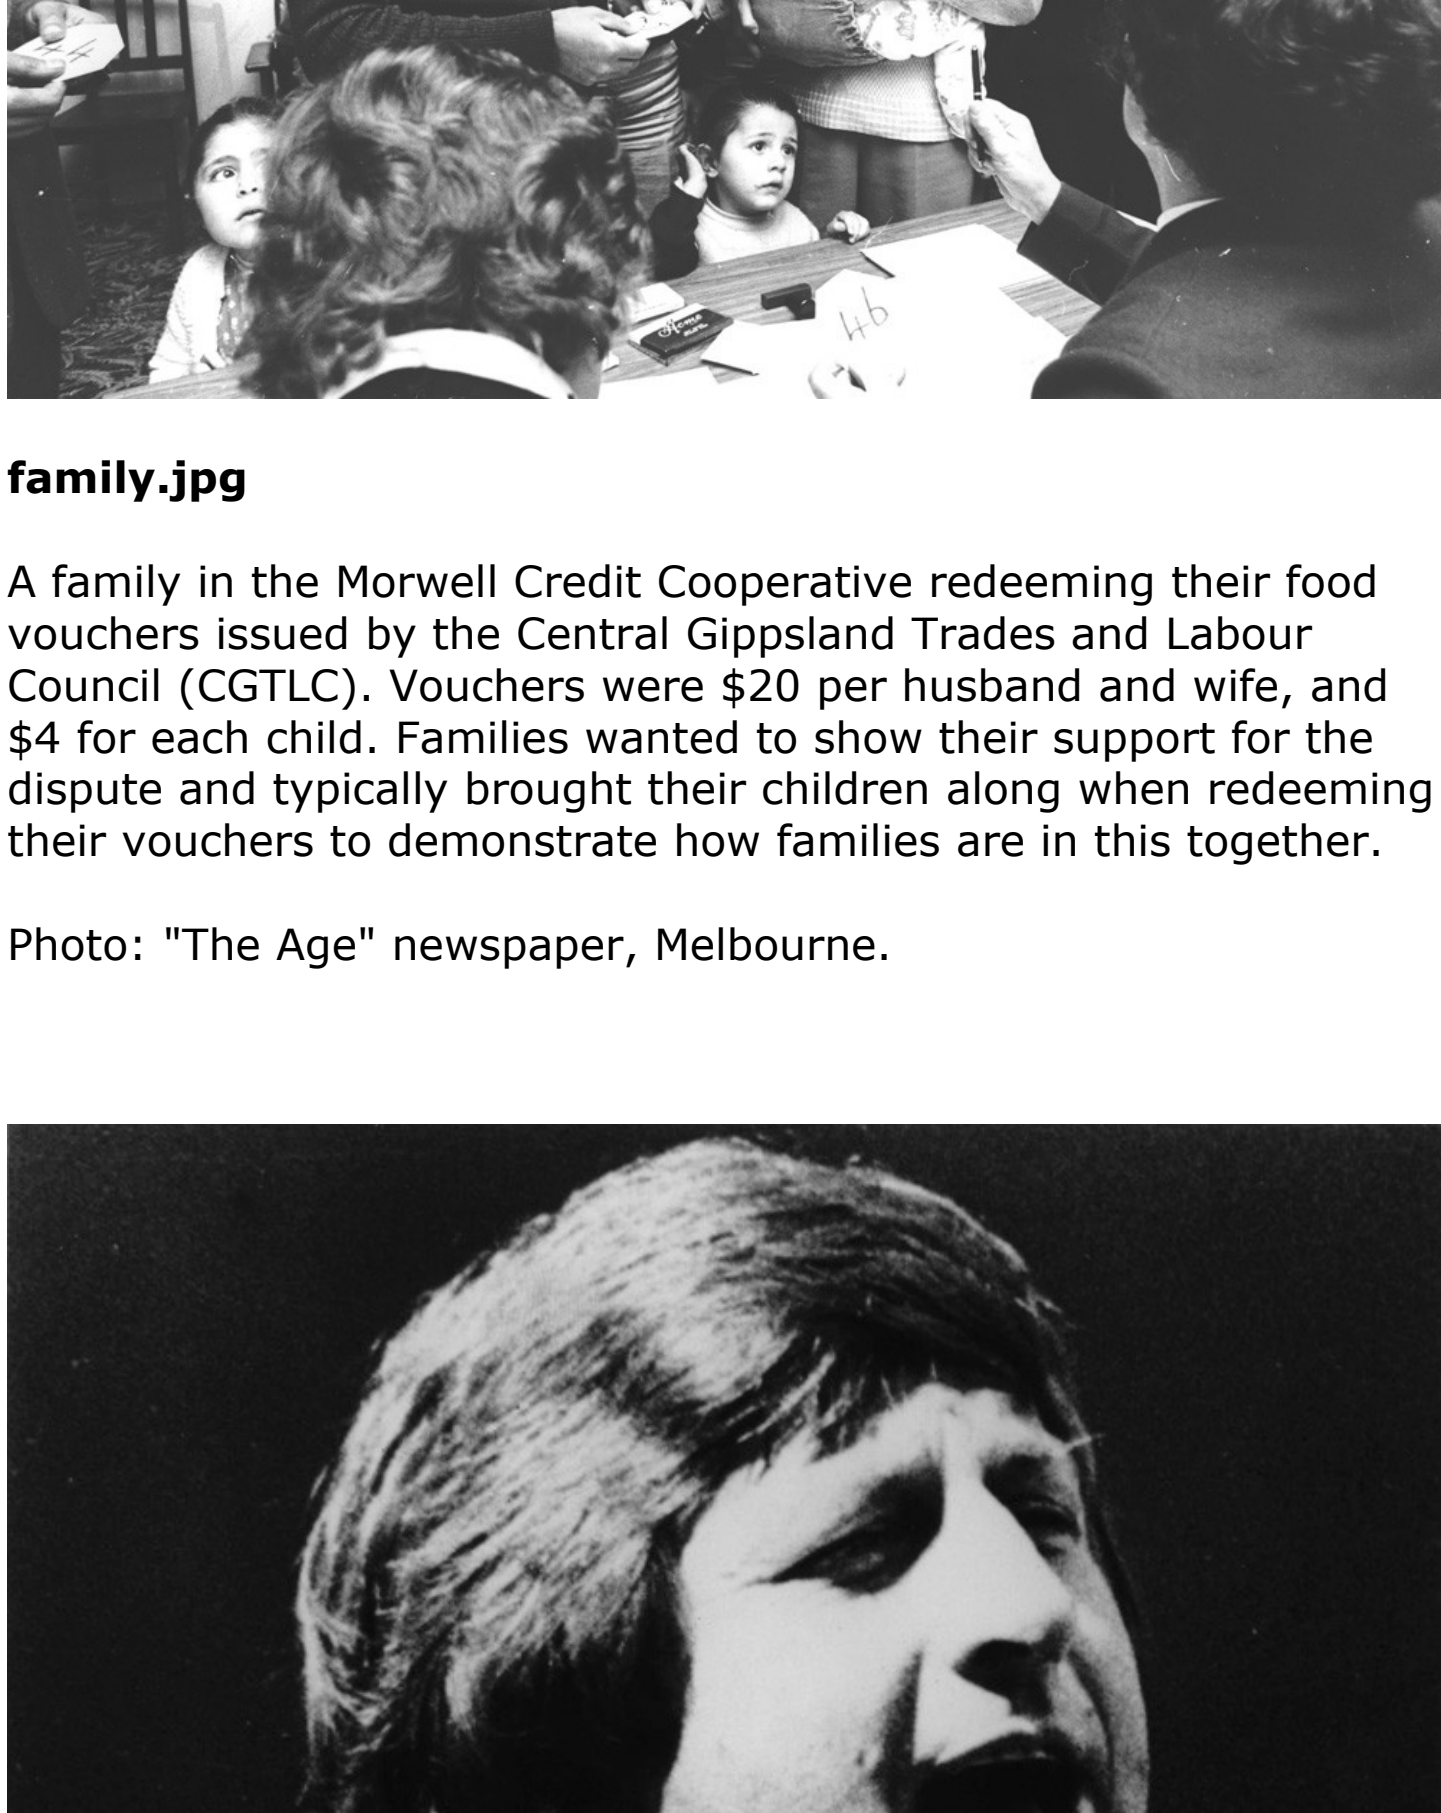 44
Acme
46
family.jpg
A family in the Morwell Credit Cooperative redeeming their food
vouchers issued by the Central Gippsland Trades and Labour
Council (CGTLC). Vouchers were $20 per husband and wife, and
$4 for each child. Families wanted to show their support for the
dispute and typically brought their children along when redeeming
their vouchers to demonstrate how families are in this together.
Photo: "The Age" newspaper, Melbourne.